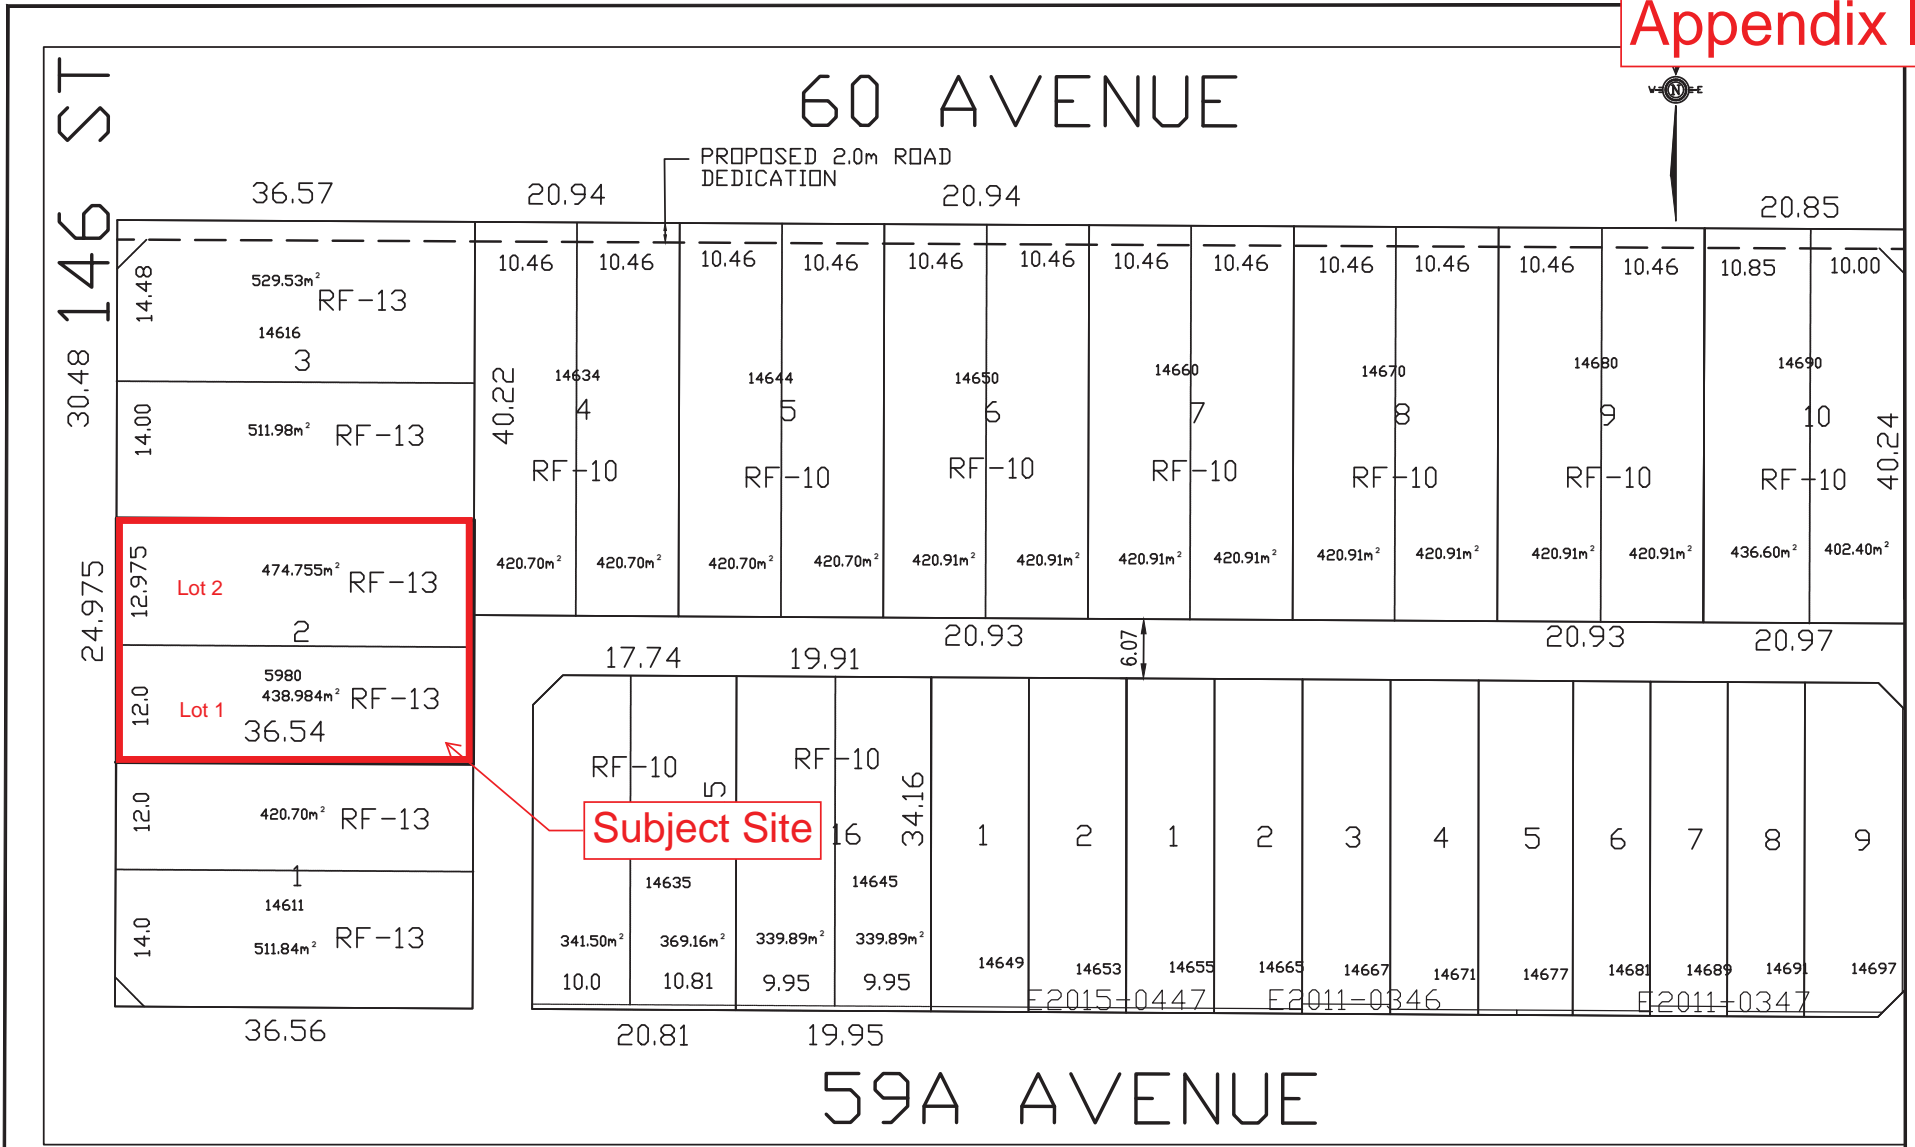 Appendix I
60 AVENUE
146 ST
W N E
PROPOSED 2.0m ROAD
DEDICATION
36.57
20.94
20.94
20.85
14.48
529.53m²
RF-13
14616
3
30.48
14.00
511.98m²
RF-13
10.46
10.46
10.46
10.46
10.46
10.46
10.46
10.46
10.46
10.46
10.46
10.46
10.85
10.00
40.22
14634
14644
14650
14660
14670
14680
14690
4
5
6
7
8
9
10
40.24
RF-10
RF-10
RF-10
RF-10
RF-10
RF-10
RF-10
420.70m²
420.70m²
420.70m²
420.70m²
420.91m²
420.91m²
420.91m²
420.91m²
420.91m²
420.91m²
420.91m²
420.91m²
436.60m²
402.40m²
24.975
12.975
Lot 2
474.755m²
RF-13
2
12.0
Lot 1
5980
438.984m²
RF-13
36.54
20.93
20.93
20.97
6.07
17.74
19.91
12.0
420.70m²
RF-13
1
14611
14.0
511.84m²
RF-13
36.56
RF-10
RF-10
5
34.16
Subject Site
16
1
2
1
2
3
4
5
6
7
8
9
14635
14645
341.50m²
369.16m²
339.89m²
339.89m²
10.0
10.81
9.95
9.95
14649
14653
14655
14665
14667
14671
14677
14681
14689
14691
14697
E2015-0447
E2011-0346
E2011-0347
20.81
19.95
59A AVENUE